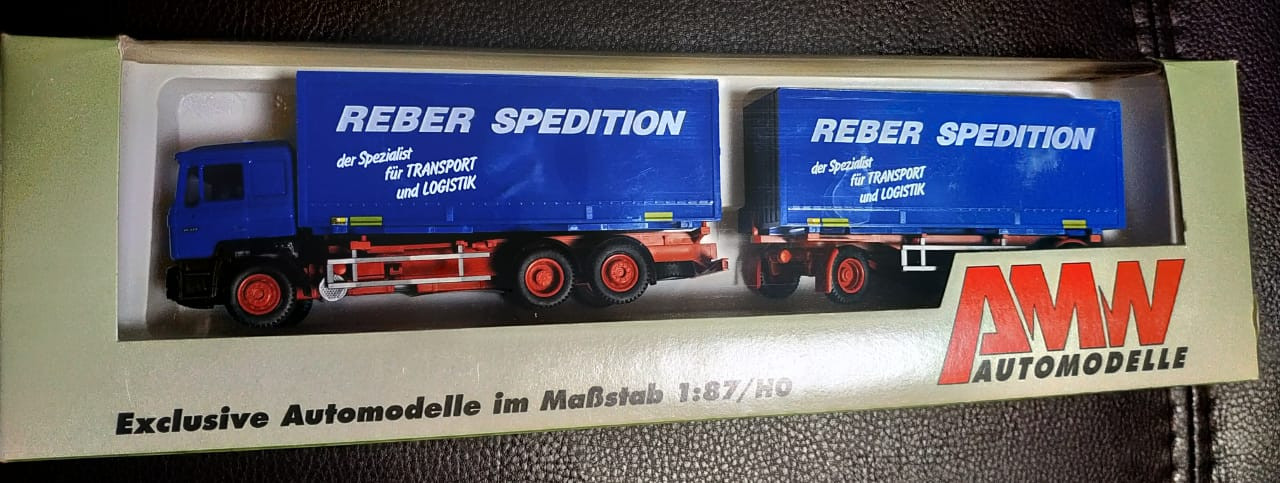 REBER SPEDITION
der Spezialist
für TRANSPORT
und LOGISTIK
REBER SPEDITION
der Spezialist
für TRANSPORT
und LOGISTIK
AMW
AUTOMODELLE
Exclusive Automodelle im Maßstab 1:87/HO